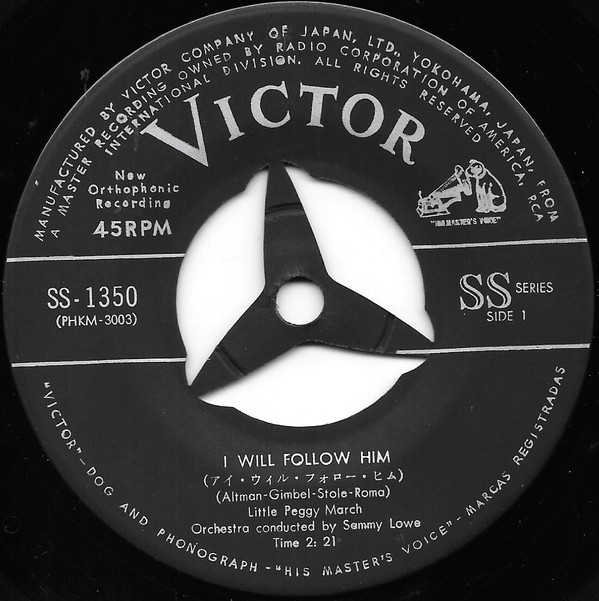 MANUFACTURED BY VICTOR COMPANY OF JAPAN, LTD., YOKOHAMA, JAPAN, FROM
A MASTER RECORDING OWNED BY RADIO CORPORATION OF AMERICA, RCA
INTERNATIONAL DIVISION. ALL RIGHTS RESERVED
VICTOR
New
Orthophonic
Recording
45RPM
"HIS MASTER'S VOICE"
SS-1350
(PHKM-3003)
SS SERIES
SIDE 1
I WILL FOLLOW HIM
(アイ・ウィル・フォロー・ヒム)
(Altman-Gimbel-Stole-Roma)
Little Peggy March
Orchestra conducted by Sammy Lowe
Time 2: 21
"VICTOR"-DOG AND PHONOGRAPH-"HIS MASTER'S VOICE"-MARCAS REGISTRADAS